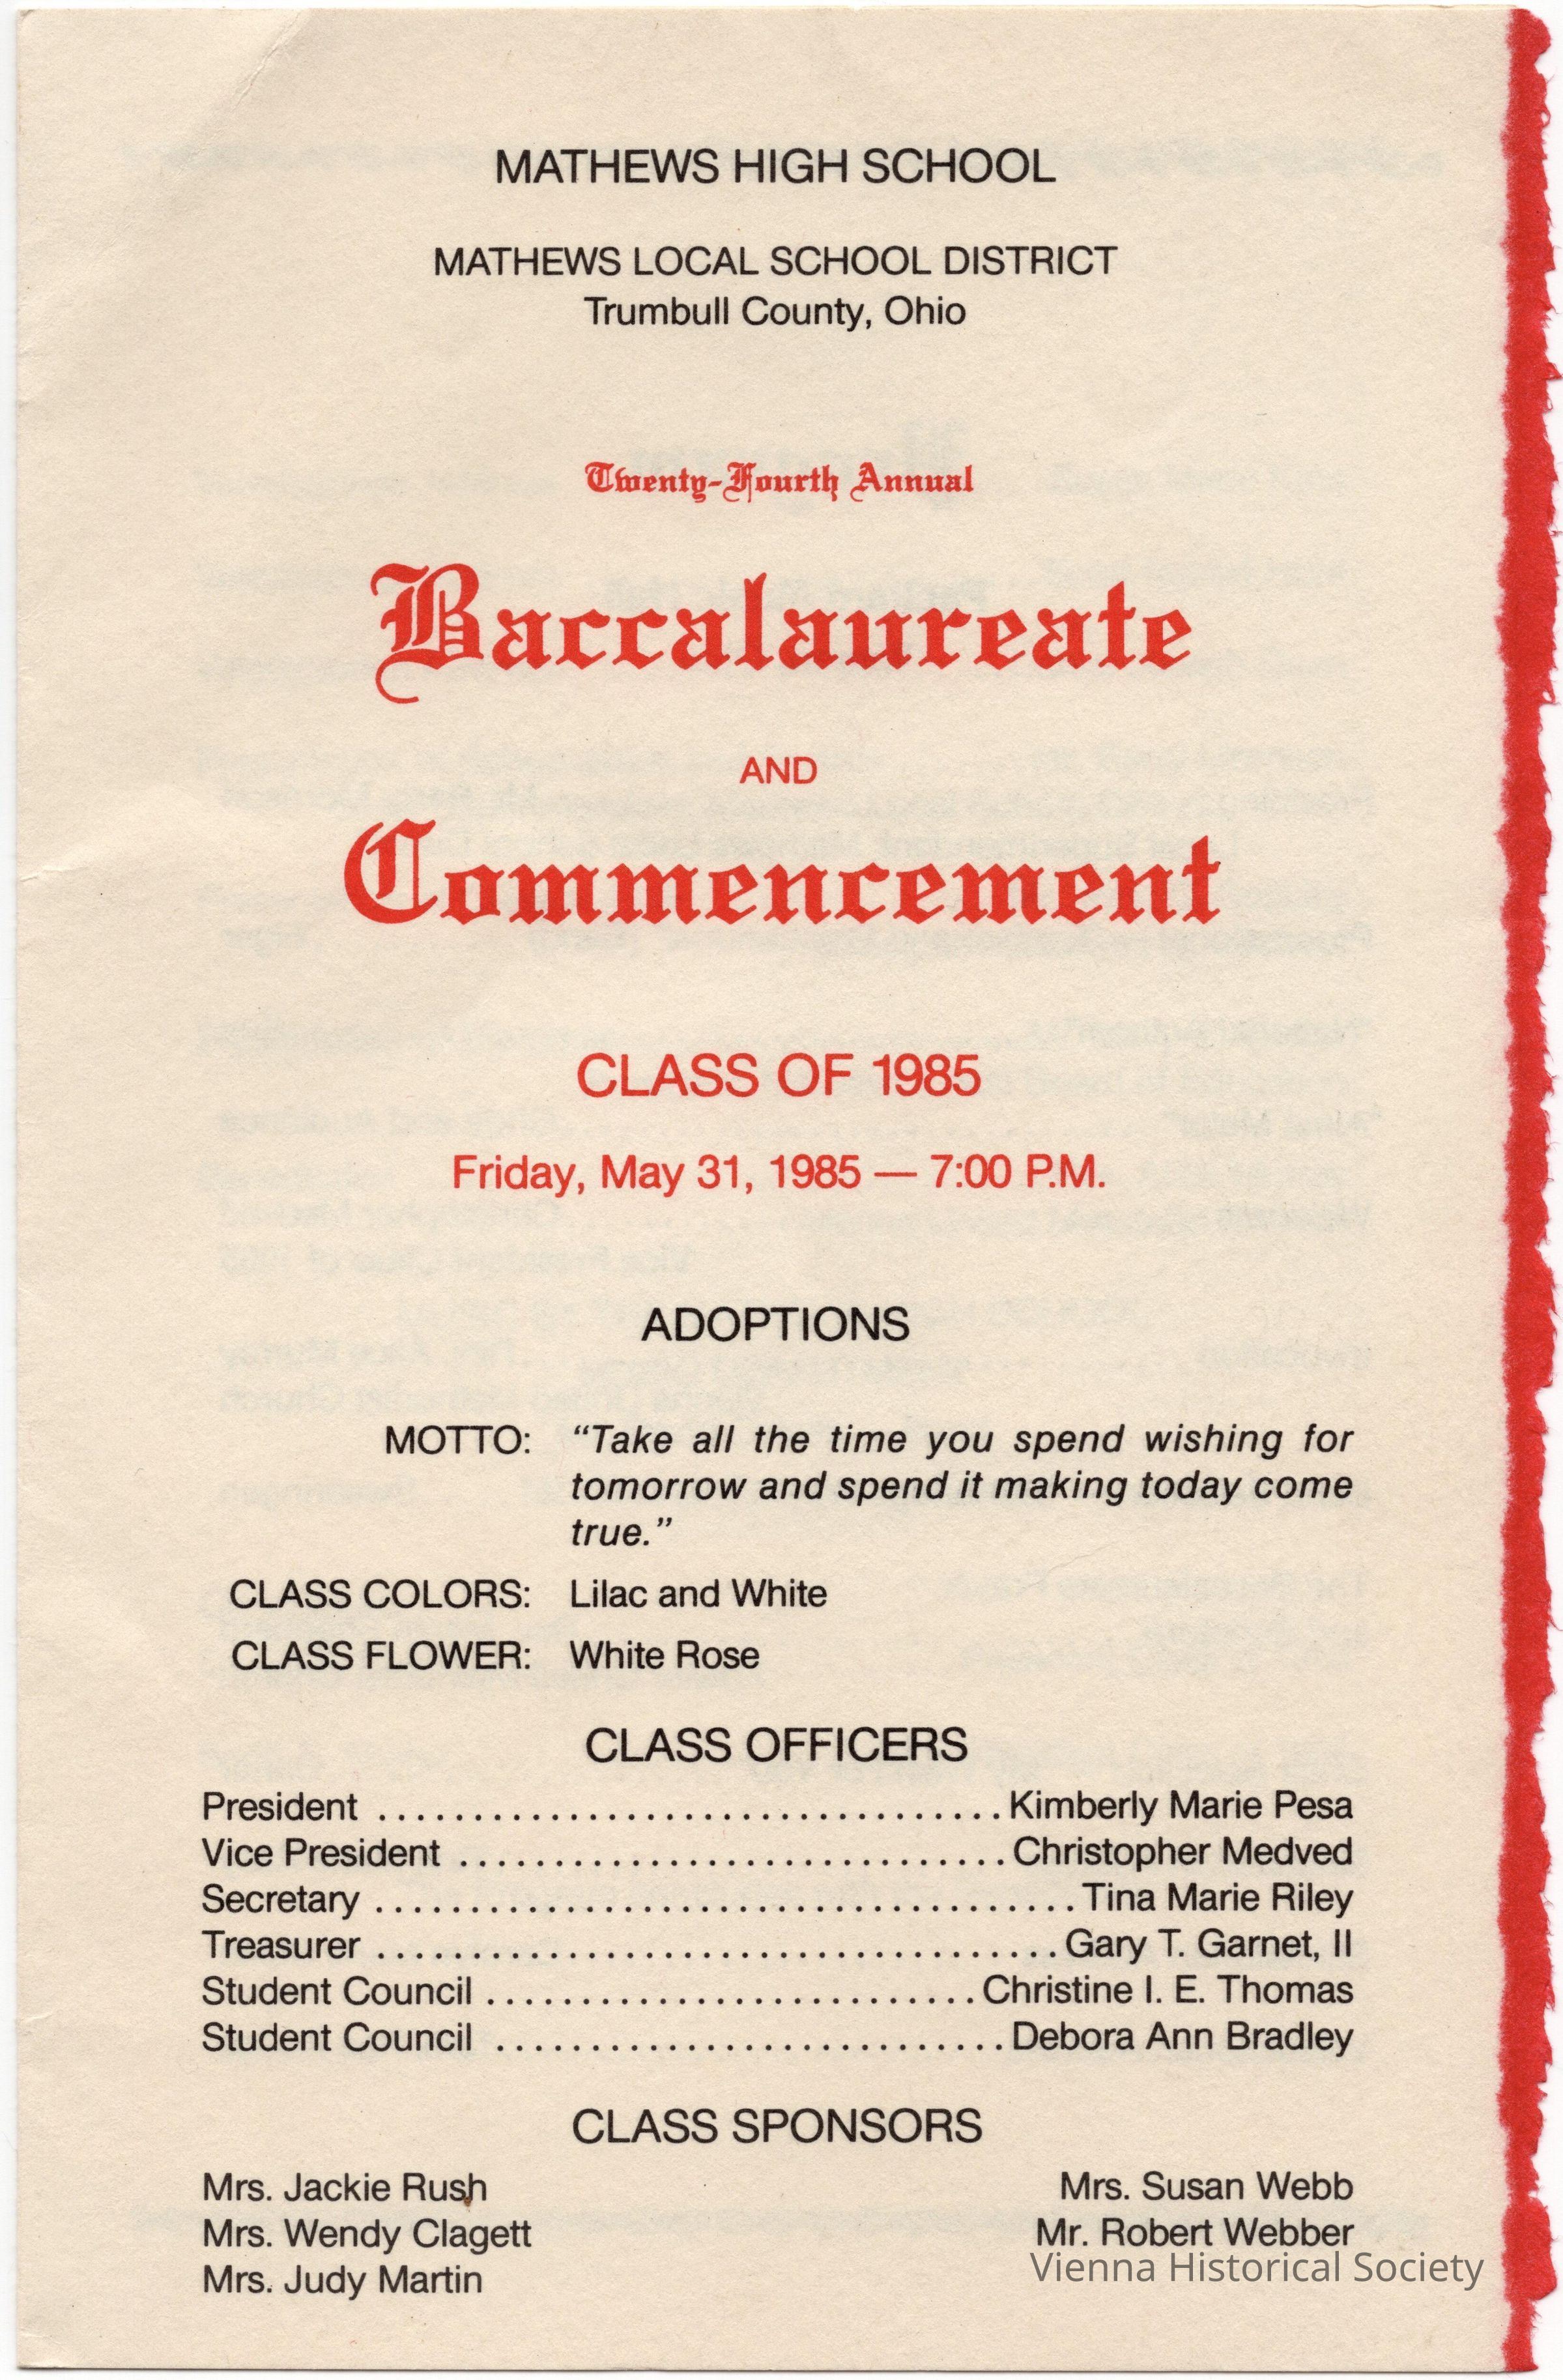 MATHEWS HIGH SCHOOL
MATHEWS LOCAL SCHOOL DISTRICT
Trumbull County, Ohio
Twenty-Fourth Annual
Baccalaureate
AND
Commencement
CLASS OF 1985
Friday, May 31, 1985 — 7:00 P.M.
ADOPTIONS
MOTTO: “Take all the time you spend wishing for
tomorrow and spend it making today come
true.”
CLASS COLORS: Lilac and White
CLASS FLOWER: White Rose
CLASS OFFICERS
President ................................. Kimberly Marie Pesa
Vice President ............................. Christopher Medved
Secretary ..................................... Tina Marie Riley
Treasurer .................................... Gary T. Garnet, II
Student Council .......................... Christine I. E. Thomas
Student Council ........................... Debora Ann Bradley
CLASS SPONSORS
Mrs. Jackie Rush Mrs. Susan Webb
Mrs. Wendy Clagett Mr. Robert Webber
Mrs. Judy Martin
Vienna Historical Society